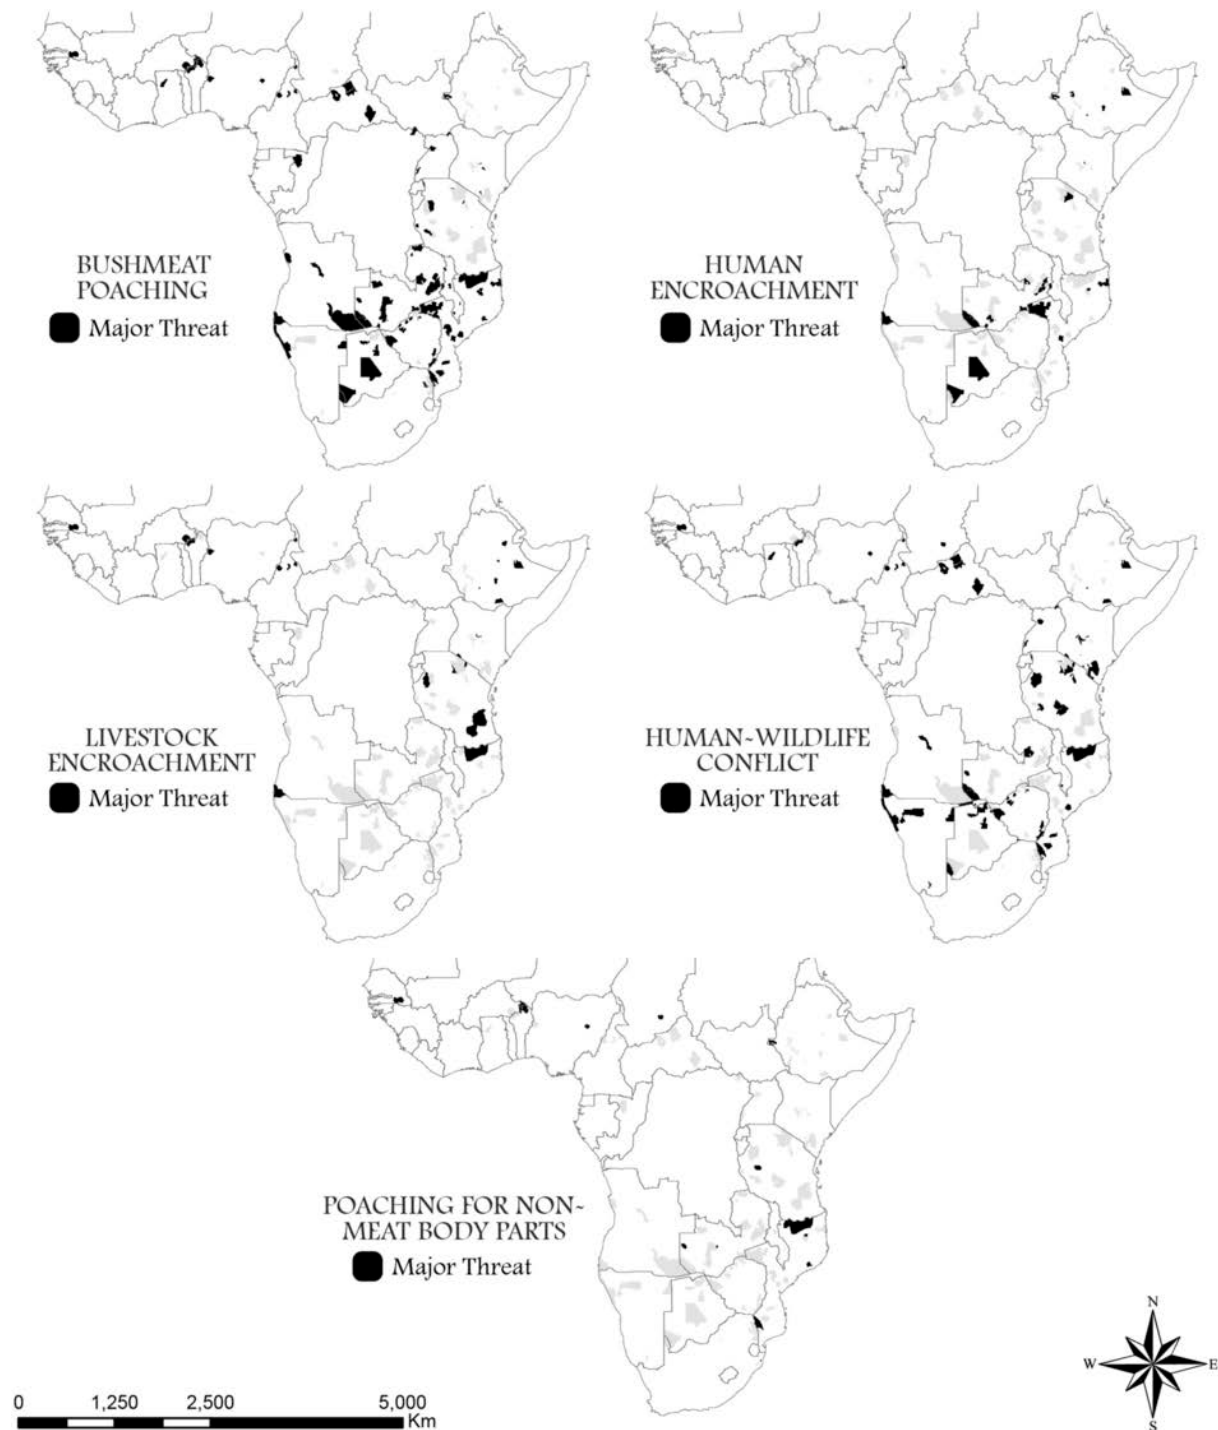 BUSHMEAT
POACHING
Major Threat
HUMAN
ENCROACHMENT
Major Threat
LIVESTOCK
ENCROACHMENT
Major Threat
HUMAN-WILDLIFE
CONFLICT
Major Threat
POACHING FOR NON-
MEAT BODY PARTS
Major Threat
0 1,250 2,500 5,000
Km
N
W E
S